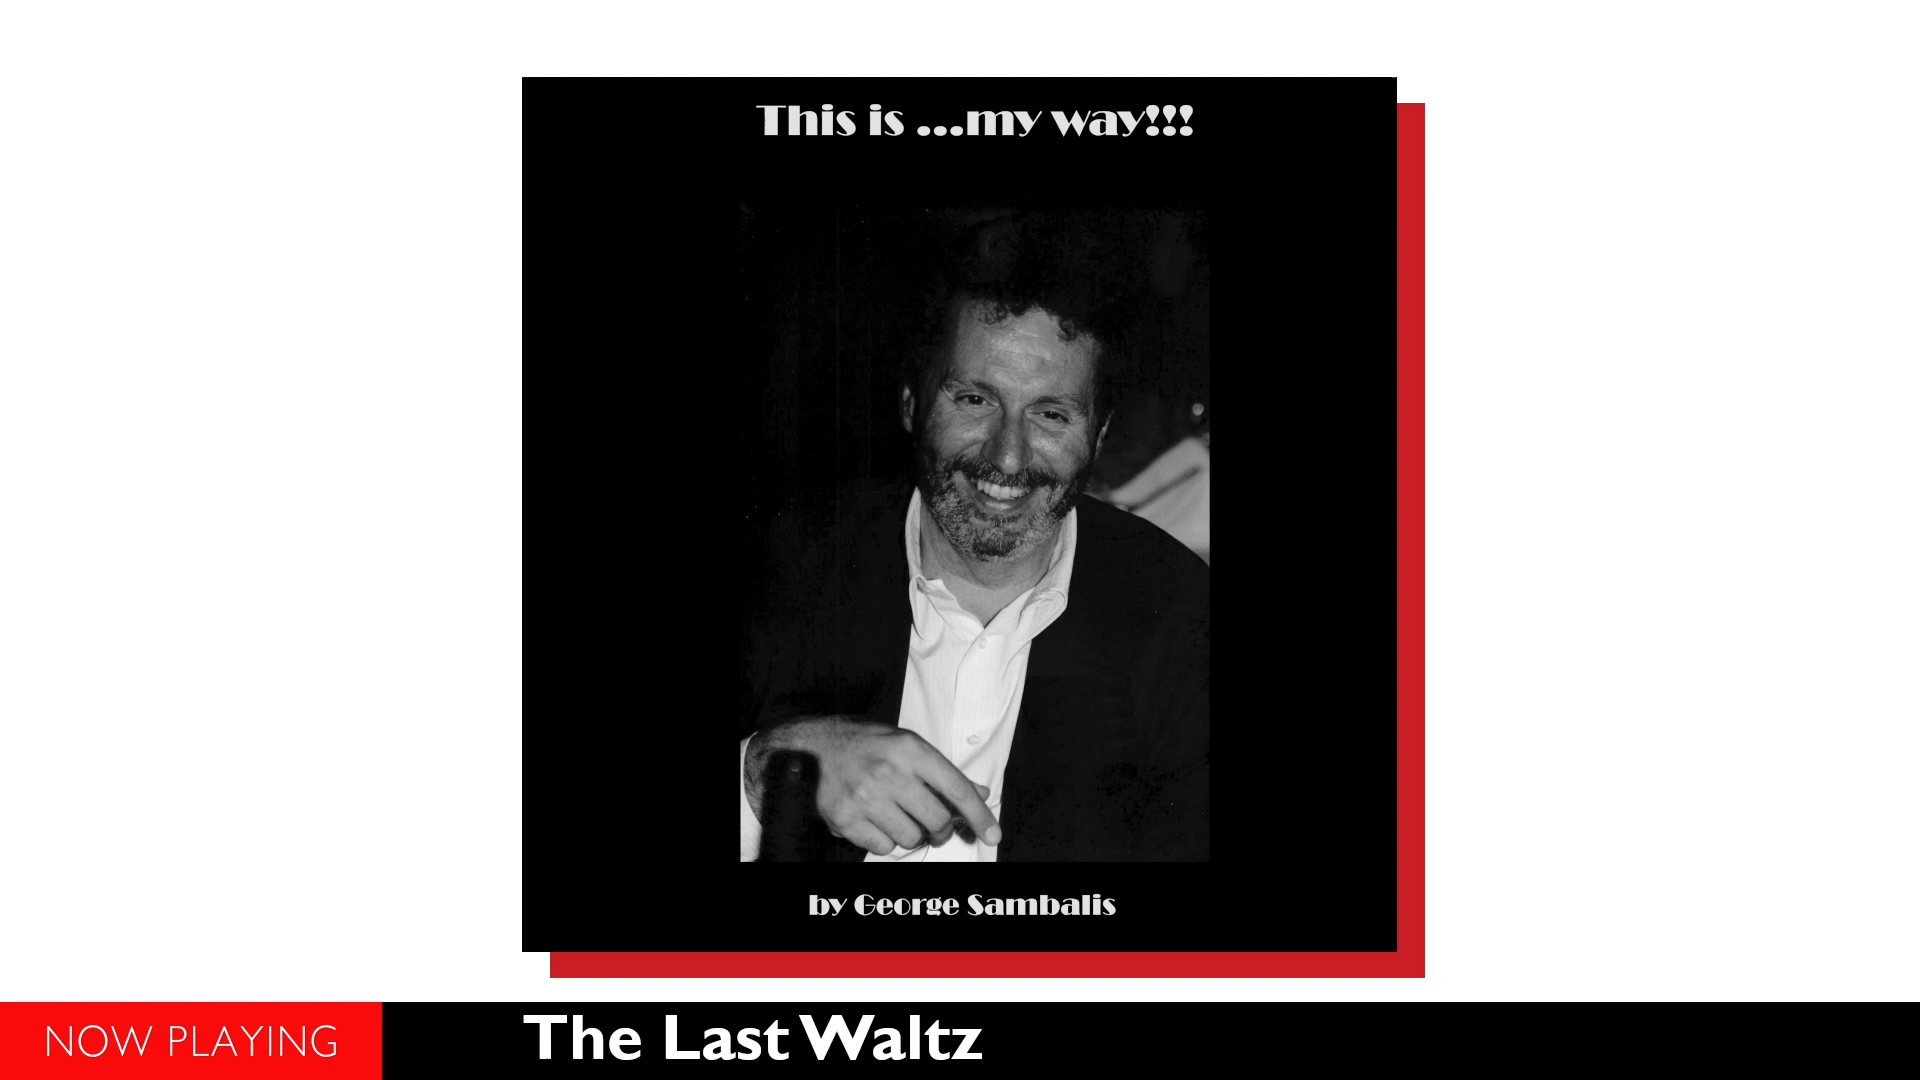 This is ...my way!!!
by George Sambalis
NOW PLAYING
The Last Waltz